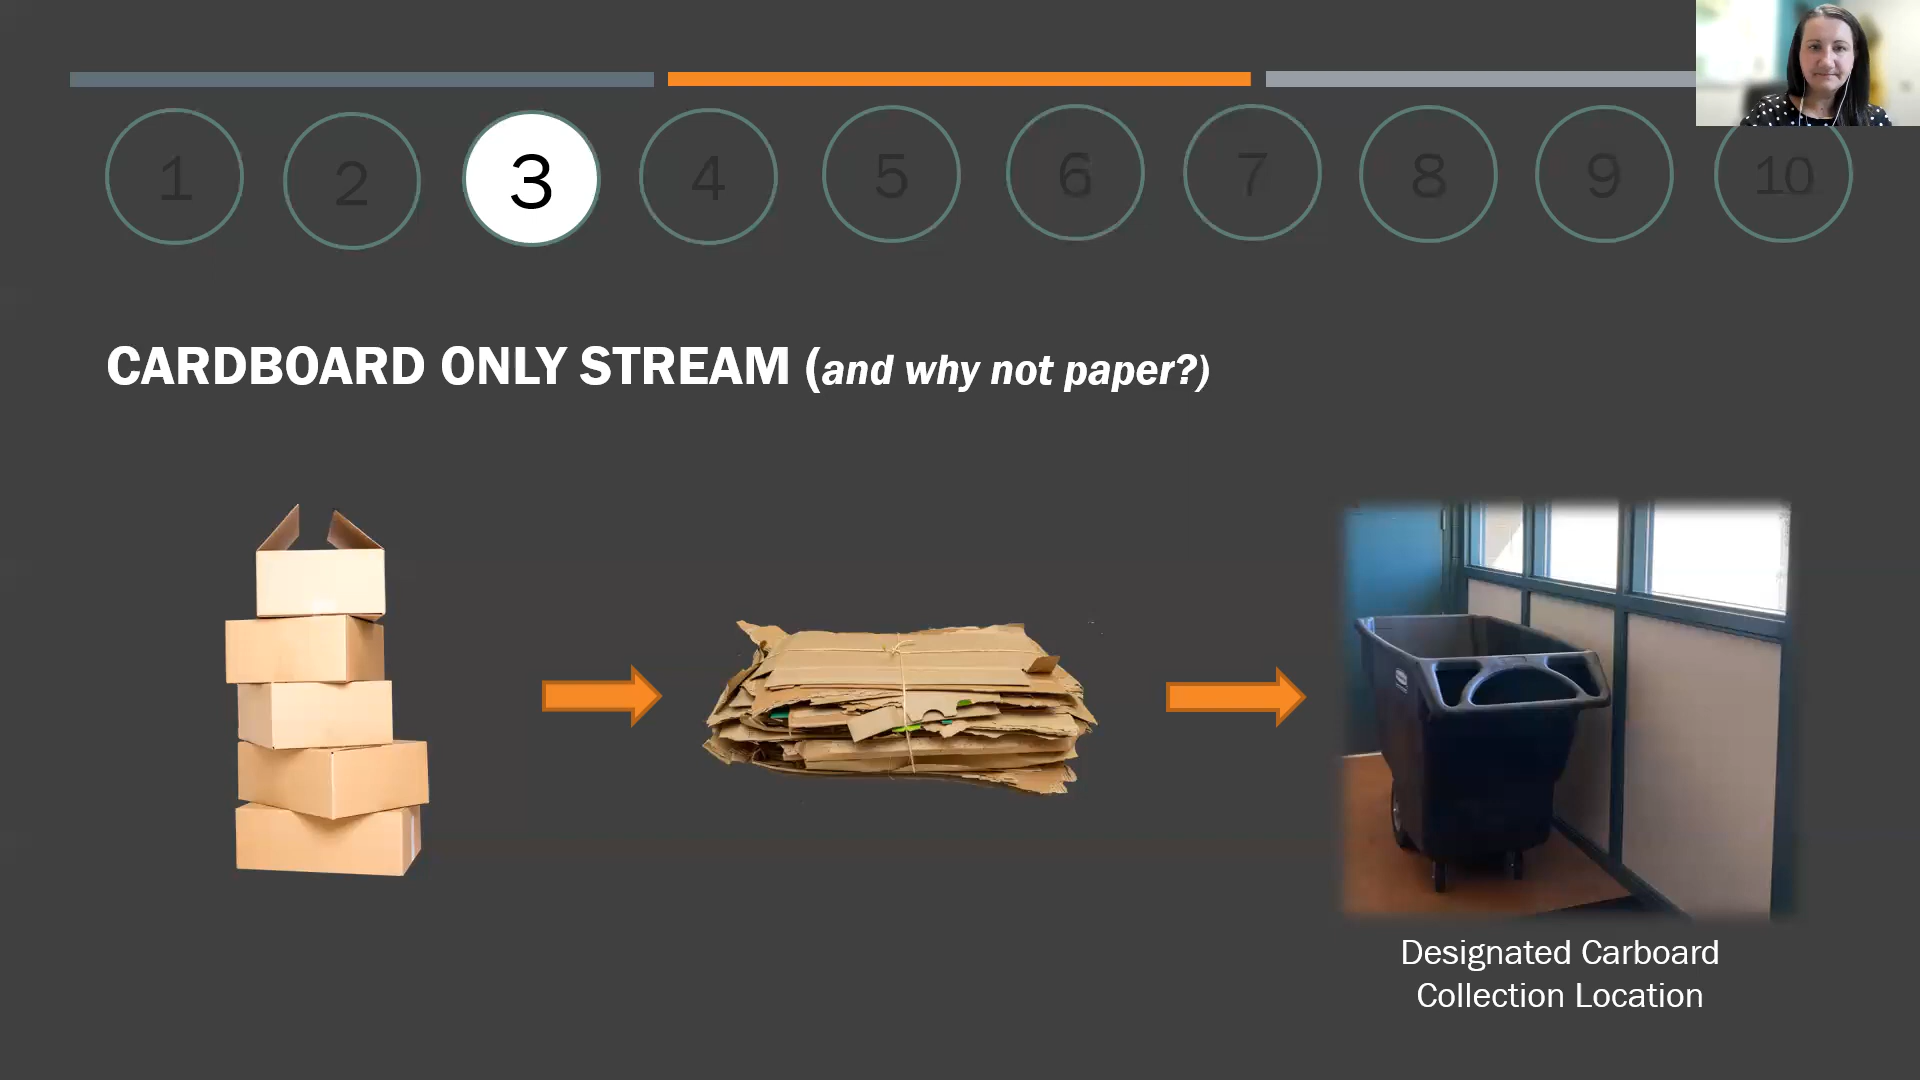 1 2 3 4 5 6 7 8 9 10
CARDBOARD ONLY STREAM (and why not paper?)
Designated Carboard
Collection Location